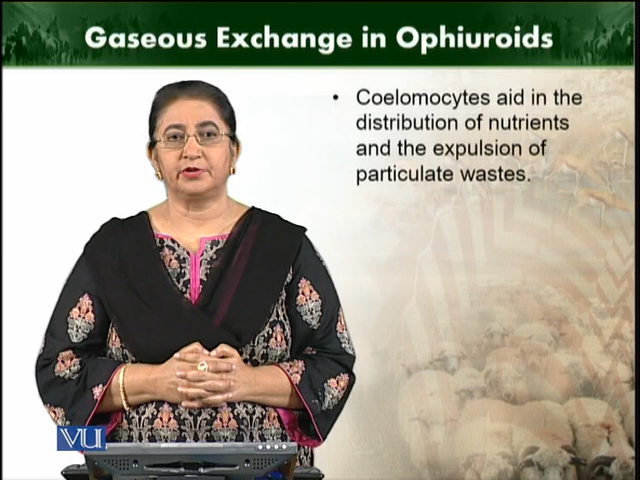 Gaseous Exchange in Ophiuroids
• Coelomocytes aid in the
distribution of nutrients
and the expulsion of
particulate wastes.
VU